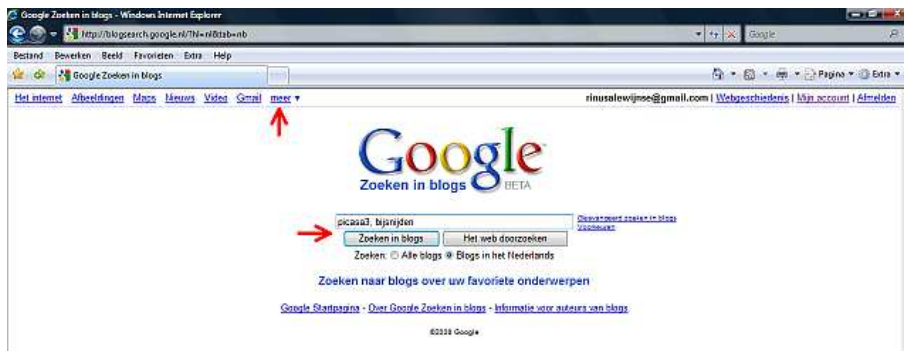 Google Zoeken in blogs - Windows Internet Explorer
http://blogsearch.google.nl/?hl=nl&tab=nb Google
Bestand Bewerken Beeld Favorieten Extra Help
Google Zoeken in blogs Pagina Extra
Het internet Afbeeldingen Maps Nieuws Video Gmail meer ▼ rinusalewijnse@gmail.com | Webgeschiedenis | Mijn account | Afmelden
Google
Zoeken in blogs BETA
picasa3, bijsnijden Geavanceerd zoeken in blogs
Voorkeuren
Zoeken in blogs Het web doorzoeken
Zoeken: Alle blogs Blogs in het Nederlands
Zoeken naar blogs over uw favoriete onderwerpen
Google Startpagina - Over Google Zoeken in blogs - Informatie voor auteurs van blogs
©2008 Google